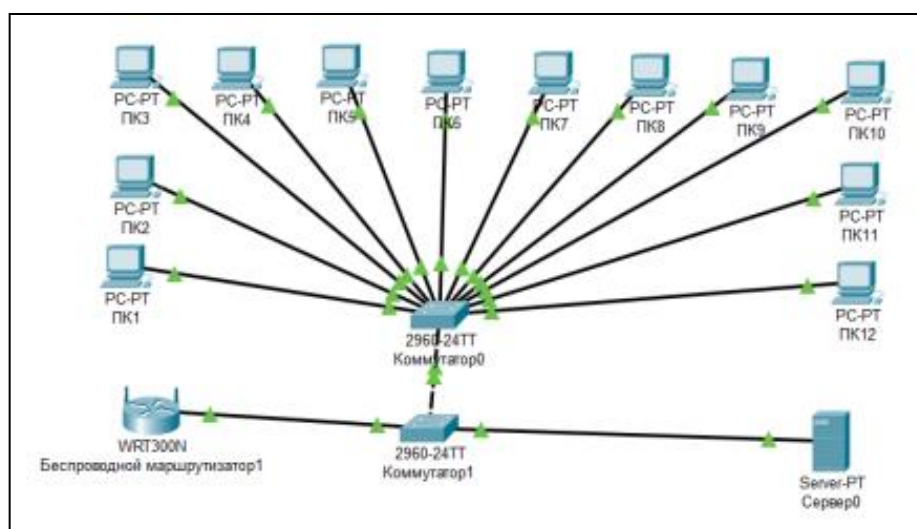 PC-PT
ПК3
PC-PT
ПК4
PC-PT
ПК5
PC-PT
ПК6
PC-PT
ПК7
PC-PT
ПК8
PC-PT
ПК9
PC-PT
ПК10
PC-PT
ПК2
PC-PT
ПК11
PC-PT
ПК1
PC-PT
ПК12
2960-24TT
Коммутатор0
WRT300N
Беспроводной маршрутизатор1
2960-24TT
Коммутатор1
Server-PT
Сервер0